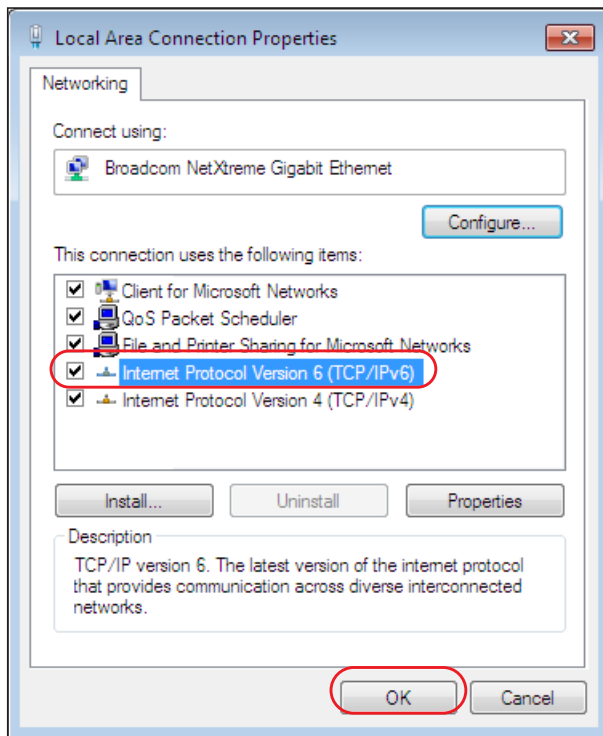 Local Area Connection Properties
Networking
Connect using:
Broadcom NetXtreme Gigabit Ethernet
Configure...
This connection uses the following items:
Client for Microsoft Networks
QoS Packet Scheduler
File and Printer Sharing for Microsoft Networks
Internet Protocol Version 6 (TCP/IPv6)
Internet Protocol Version 4 (TCP/IPv4)
Install... Uninstall Properties
Description
TCP/IP version 6. The latest version of the internet protocol
that provides communication across diverse interconnected
networks.
OK Cancel